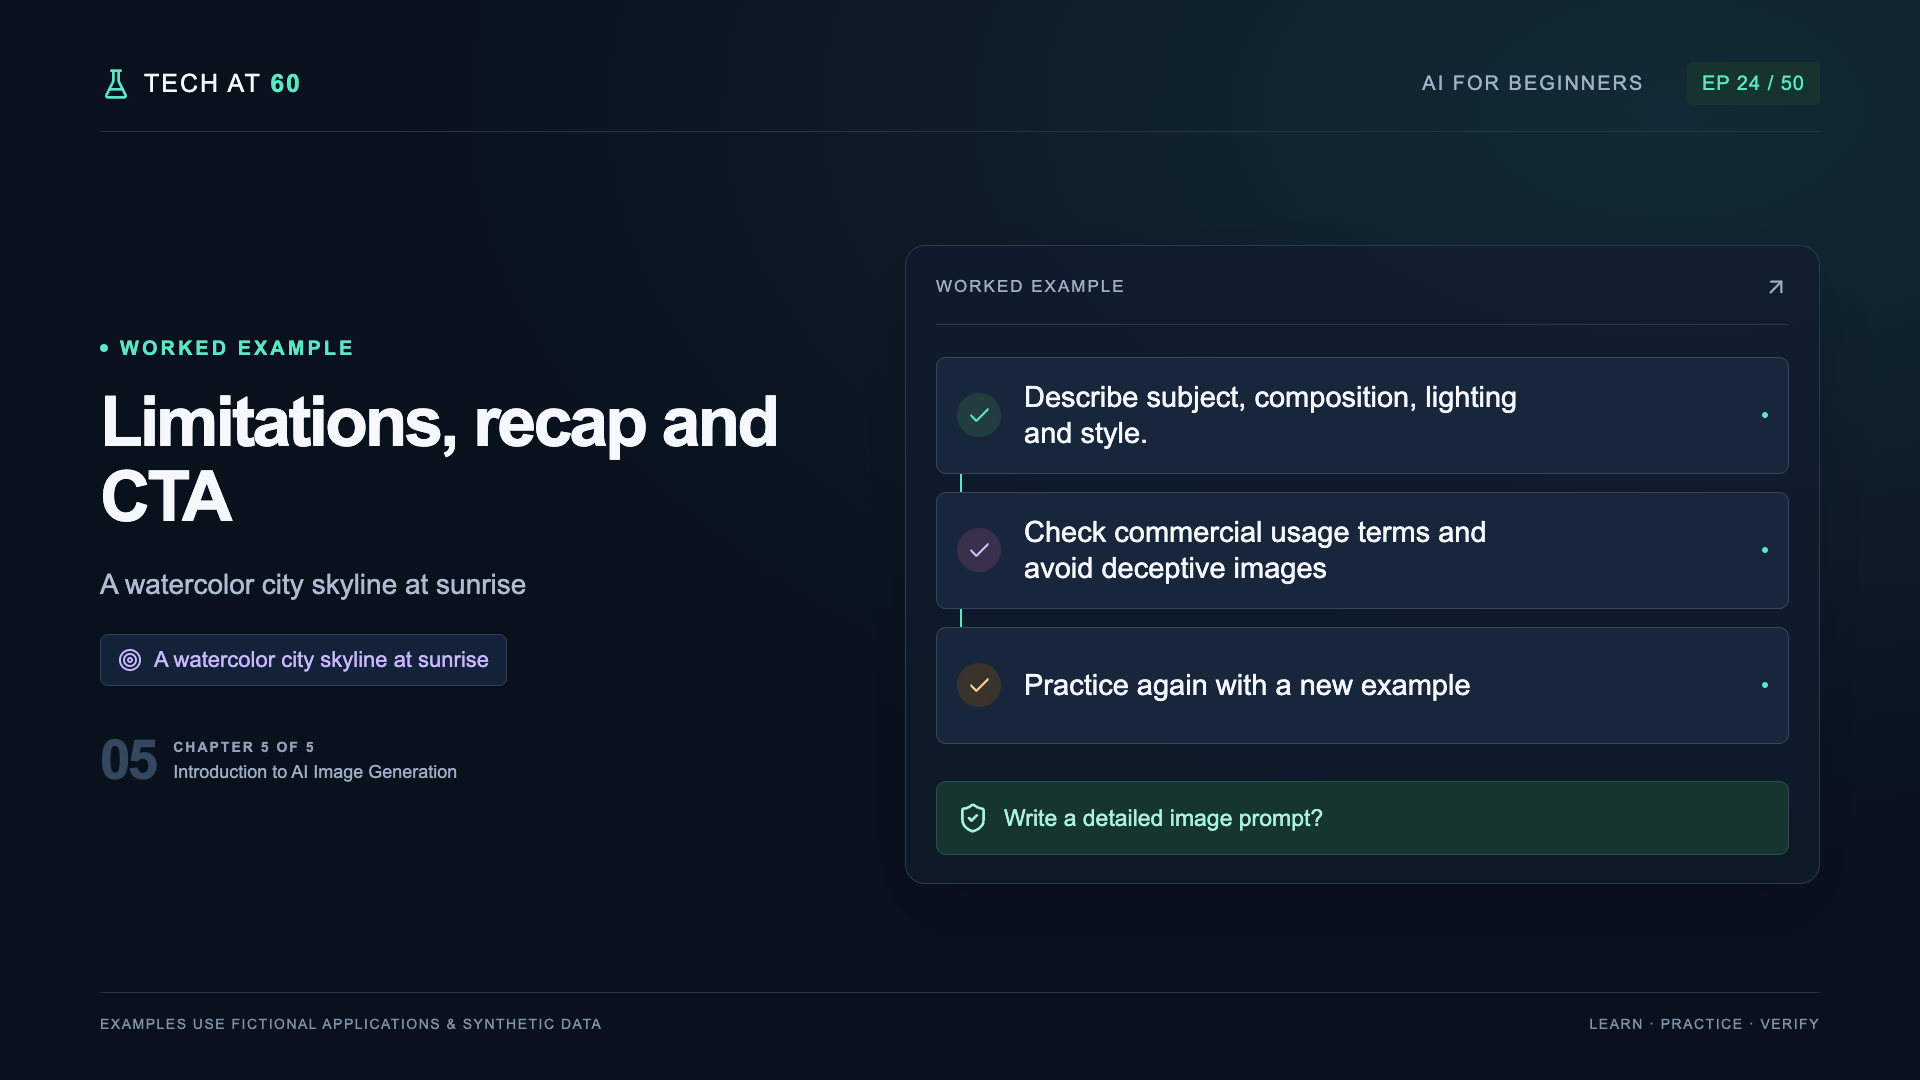 TECH AT 60
AI FOR BEGINNERS
EP 24 / 50
WORKED EXAMPLE
Limitations, recap and
CTA
A watercolor city skyline at sunrise
A watercolor city skyline at sunrise
05
CHAPTER 5 OF 5
Introduction to AI Image Generation
WORKED EXAMPLE
Describe subject, composition, lighting
and style.
Check commercial usage terms and
avoid deceptive images
Practice again with a new example
Write a detailed image prompt?
EXAMPLES USE FICTIONAL APPLICATIONS & SYNTHETIC DATA
LEARN · PRACTICE · VERIFY